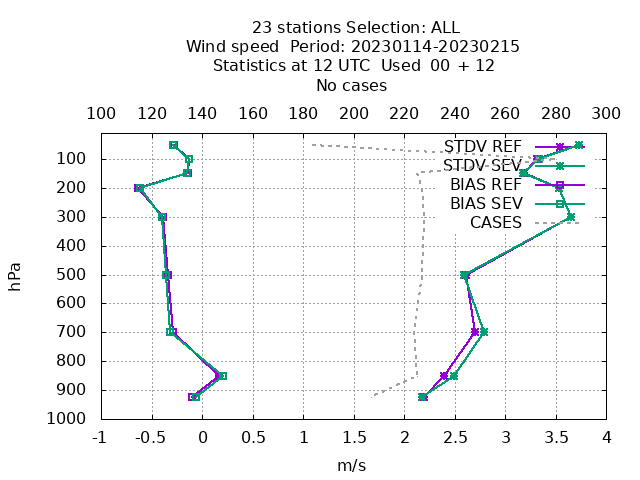 23 stations Selection: ALL
Wind speed  Period: 20230114-20230215
Statistics at 12 UTC  Used  00 + 12
No cases
100 120 140 160 180 200 220 240 260 280 300
STDV REF
STDV SEV
BIAS REF
BIAS SEV
CASES
100
200
300
400
500
600
700
800
900
1000
hPa
-1 -0.5 0 0.5 1 1.5 2 2.5 3 3.5 4
m/s